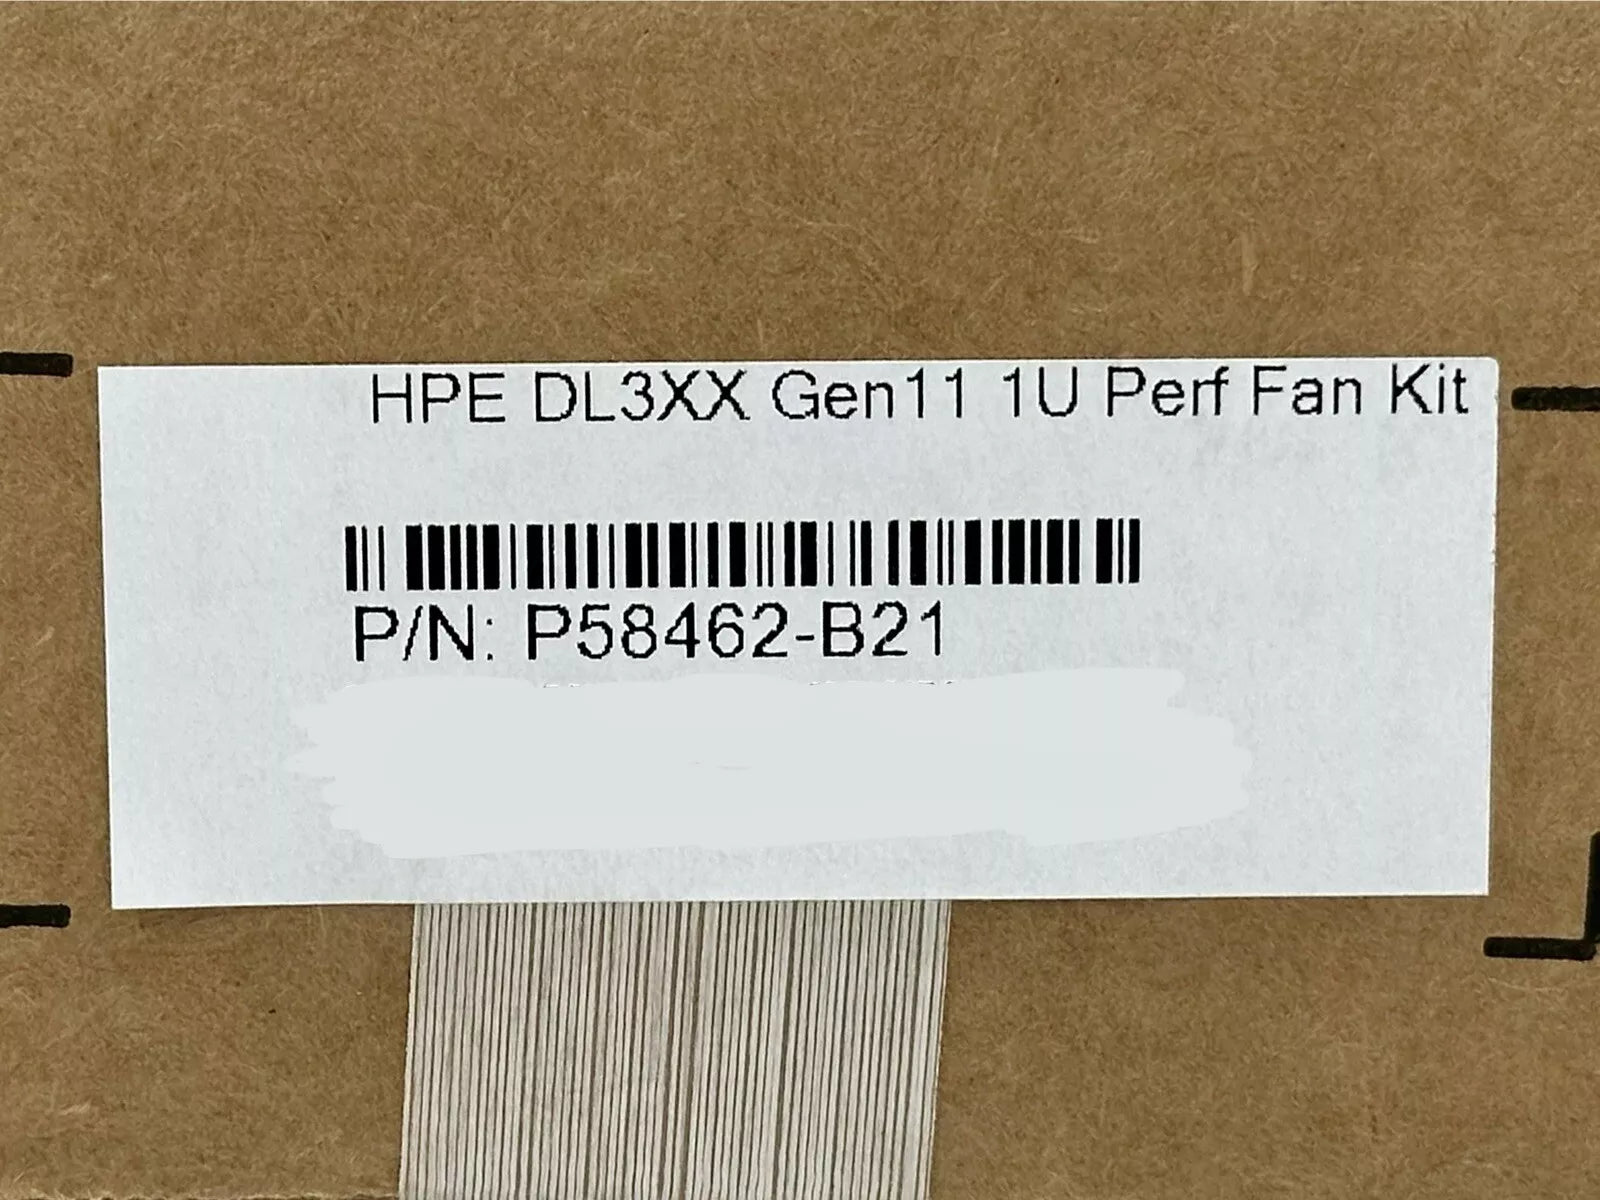 HPE DL3XX Gen11 1U Perf Fan Kit
P/N: P58462-B21